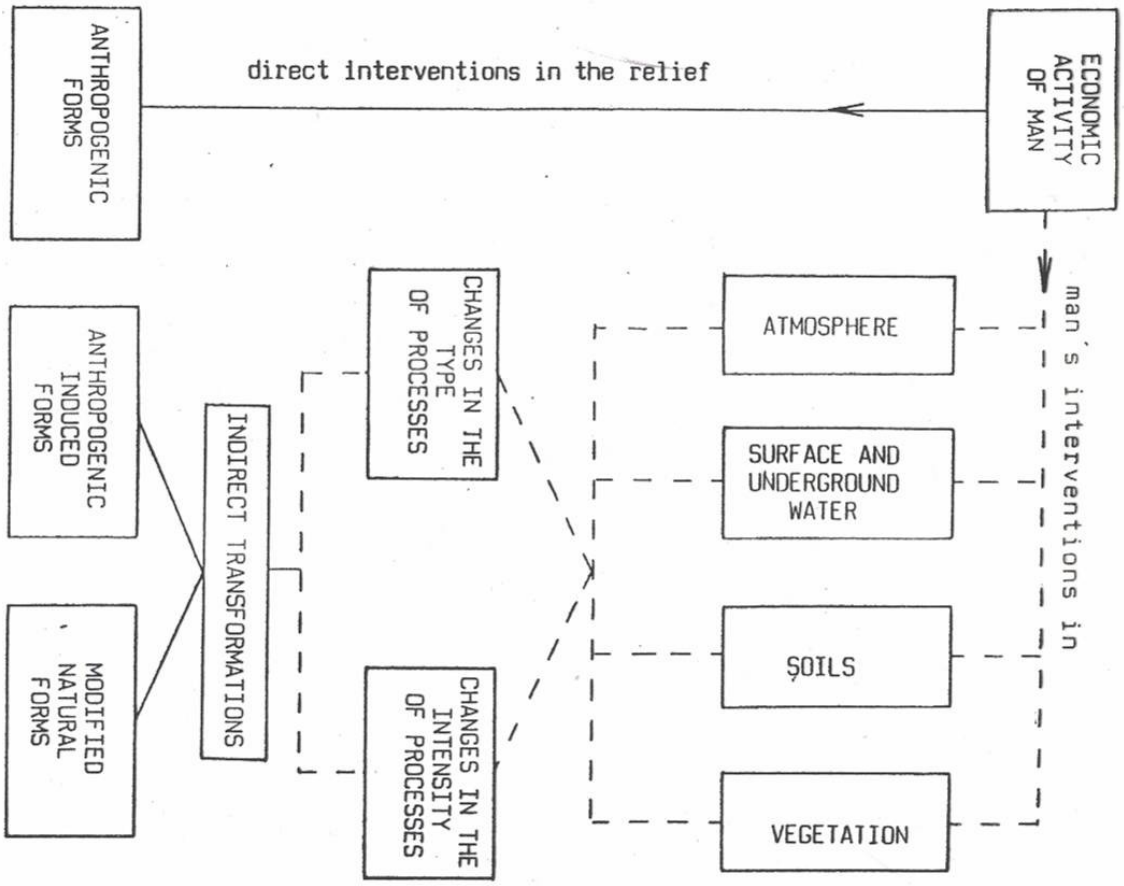 ECONOMIC
ACTIVITY
OF MAN
direct interventions in the relief
ANTHROPOGENIC
FORMS
man's interventions in
ATMOSPHERE
SURFACE AND
UNDERGROUND
WATER
SOILS
VEGETATION
CHANGES IN THE
TYPE
OF PROCESSES
CHANGES IN THE
INTENSITY
OF PROCESSES
INDIRECT TRANSFORMATIONS
ANTHROPOGENIC
INDUCED
FORMS
MODIFIED
NATURAL
FORMS